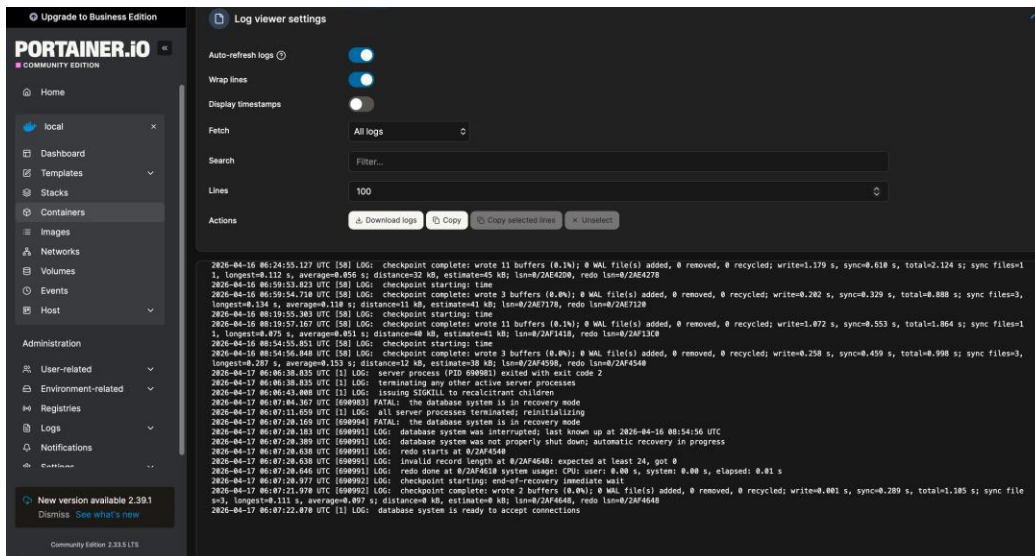 Upgrade to Business Edition
PORTAINER.iO
COMMUNITY EDITION
Home
local
Dashboard
Templates
Stacks
Containers
Images
Networks
Volumes
Events
Host
Administration
User-related
Environment-related
Registries
Logs
Notifications
Settings
New version available 2.39.1
Dismiss See what's new
Community Edition 2.33.5 LTS
Log viewer settings
Auto-refresh logs
Wrap lines
Display timestamps
Fetch All logs
Search Filter...
Lines 100
Actions Download logs Copy Copy selected lines Unselect
2026-04-16 06:24:55.127 UTC [58] LOG: checkpoint complete: wrote 11 buffers (0.1%); 0 WAL file(s) added, 0 removed, 0 recycled; write=1.179 s, sync=0.610 s, total=2.124 s; sync files=1
1, longest=0.112 s, average=0.056 s; distance=32 kB, estimate=45 kB; lsn=0/2AE42D0, redo lsn=0/2AE4278
2026-04-16 06:59:53.823 UTC [58] LOG: checkpoint starting: time
2026-04-16 06:59:54.710 UTC [58] LOG: checkpoint complete: wrote 3 buffers (0.0%); 0 WAL file(s) added, 0 removed, 0 recycled; write=0.202 s, sync=0.329 s, total=0.888 s; sync files=3,
longest=0.134 s, average=0.110 s; distance=11 kB, estimate=41 kB; lsn=0/2AE7178, redo lsn=0/2AE7120
2026-04-16 08:19:55.303 UTC [58] LOG: checkpoint starting: time
2026-04-16 08:19:57.167 UTC [58] LOG: checkpoint complete: wrote 11 buffers (0.1%); 0 WAL file(s) added, 0 removed, 0 recycled; write=1.072 s, sync=0.553 s, total=1.864 s; sync files=1
1, longest=0.075 s, average=0.051 s; distance=40 kB, estimate=41 kB; lsn=0/2AF1418, redo lsn=0/2AF13C0
2026-04-16 08:54:55.851 UTC [58] LOG: checkpoint starting: time
2026-04-16 08:54:56.848 UTC [58] LOG: checkpoint complete: wrote 3 buffers (0.0%); 0 WAL file(s) added, 0 removed, 0 recycled; write=0.258 s, sync=0.459 s, total=0.998 s; sync files=3,
longest=0.287 s, average=0.153 s; distance=12 kB, estimate=38 kB; lsn=0/2AF4598, redo lsn=0/2AF4540
2026-04-17 06:06:38.835 UTC [1] LOG: server process (PID 690981) exited with exit code 2
2026-04-17 06:06:38.835 UTC [1] LOG: terminating any other active server processes
2026-04-17 06:06:43.008 UTC [1] LOG: issuing SIGKILL to recalcitrant children
2026-04-17 06:07:04.367 UTC [690983] FATAL: the database system is in recovery mode
2026-04-17 06:07:11.659 UTC [1] LOG: all server processes terminated; reinitializing
2026-04-17 06:07:20.169 UTC [690994] FATAL: the database system is in recovery mode
2026-04-17 06:07:20.183 UTC [690991] LOG: database system was interrupted; last known up at 2026-04-16 08:54:56 UTC
2026-04-17 06:07:20.389 UTC [690991] LOG: database system was not properly shut down; automatic recovery in progress
2026-04-17 06:07:20.638 UTC [690991] LOG: redo starts at 0/2AF4540
2026-04-17 06:07:20.638 UTC [690991] LOG: invalid record length at 0/2AF4648: expected at least 24, got 0
2026-04-17 06:07:20.646 UTC [690991] LOG: redo done at 0/2AF4610 system usage: CPU: user: 0.00 s, system: 0.00 s, elapsed: 0.01 s
2026-04-17 06:07:20.977 UTC [690992] LOG: checkpoint starting: end-of-recovery immediate wait
2026-04-17 06:07:21.970 UTC [690992] LOG: checkpoint complete: wrote 2 buffers (0.0%); 0 WAL file(s) added, 0 removed, 0 recycled; write=0.001 s, sync=0.289 s, total=1.105 s; sync file
s=3, longest=0.111 s, average=0.097 s; distance=0 kB, estimate=0 kB; lsn=0/2AF4648, redo lsn=0/2AF4648
2026-04-17 06:07:22.070 UTC [1] LOG: database system is ready to accept connections